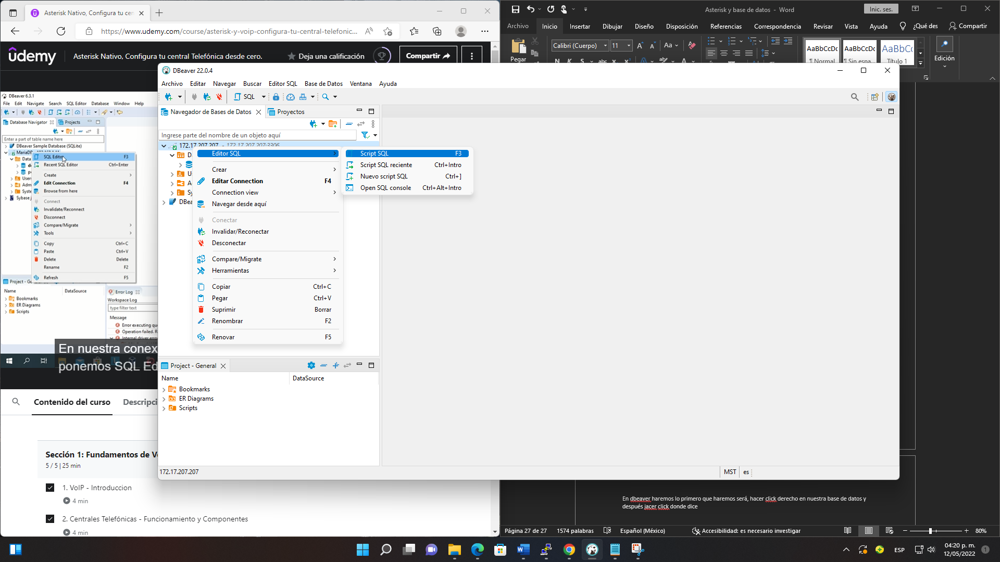 Asterisk Nativo, Configura tu cen
https://www.udemy.com/course/asterisk-y-voip-configura-tu-central-telefonic...
ûdemy
Asterisk Nativo, Configura tu central Telefónica desde cero.
Deja una calificación
Compartir
Asterisk y base de datos - Word
Inic. ses.
Archivo Inicio Insertar Dibujar Diseño Disposición Referencias Correspondencia Revisar Vista Ayuda ¿Qué des Compartir
Pegar
Calibri (Cuerpo) 11
Aa
AaBbCcDc AaBbCcDc AaBbCc
¶ Normal ¶ Sin espa... Título 1
Edición
DBeaver 22.0.4
Archivo Editar Navegar Buscar Editor SQL Base de Datos Ventana Ayuda
SQL
Navegador de Bases de Datos
Proyectos
Ingrese parte del nombre de un objeto aquí
172.17.207.207 - 172.17.207.207:3306
DBea
Editor SQL
Crear
Editar Connection F4
Connection view
Navegar desde aquí
Conectar
Invalidar/Reconectar
Desconectar
Compare/Migrate
Herramientas
Copiar Ctrl+C
Pegar Ctrl+V
Suprimir Borrar
Renombrar F2
Renovar F5
Script SQL F3
Script SQL reciente Ctrl+Intro
Nuevo script SQL Ctrl+]
Open SQL console Ctrl+Alt+Intro
Project - General
Name DataSource
Bookmarks
ER Diagrams
Scripts
172.17.207.207
MST es
DBeaver 6.3.1
File Edit Navigate Search SQL Editor Database Window Help
Database Navigator Projects
Enter a part of table name here
DBeaver Sample Database (SQLite)
MariaDB
Data
User
Adm
Syste
Sybase j
SQL Editor F3
Recent SQL Editor Ctrl+Enter
Create
Edit Connection F4
Browse from here
Connect
Invalidate/Reconnect
Disconnect
Compare/Migrate
Tools
Copy Ctrl+C
Paste Ctrl+V
Delete Delete
Rename F2
Refresh F5
Project - Ge
Name DataSource
Bookmarks
ER Diagrams
Scripts
Error Log
Workspace Log
type filter text
Message
Error executing qu
Operation failed. R
Internal driver erro
En nuestra conex
ponemos SQL Ed
Contenido del curso Descripci
Sección 1: Fundamentos de V
5 / 5 | 25 min
1. VoIP - Introduccion
4 min
2. Centrales Telefónicas - Funcionamiento y Componentes
4 min
En dbeaver haremos lo primero que haremos será, hacer click derecho en nuestra base de datos y
después jacer click donde dice
Página 27 de 27 1574 palabras Español (México) Accesibilidad: es necesario investigar 80%
ESP
04:20 p. m.
12/05/2022
1